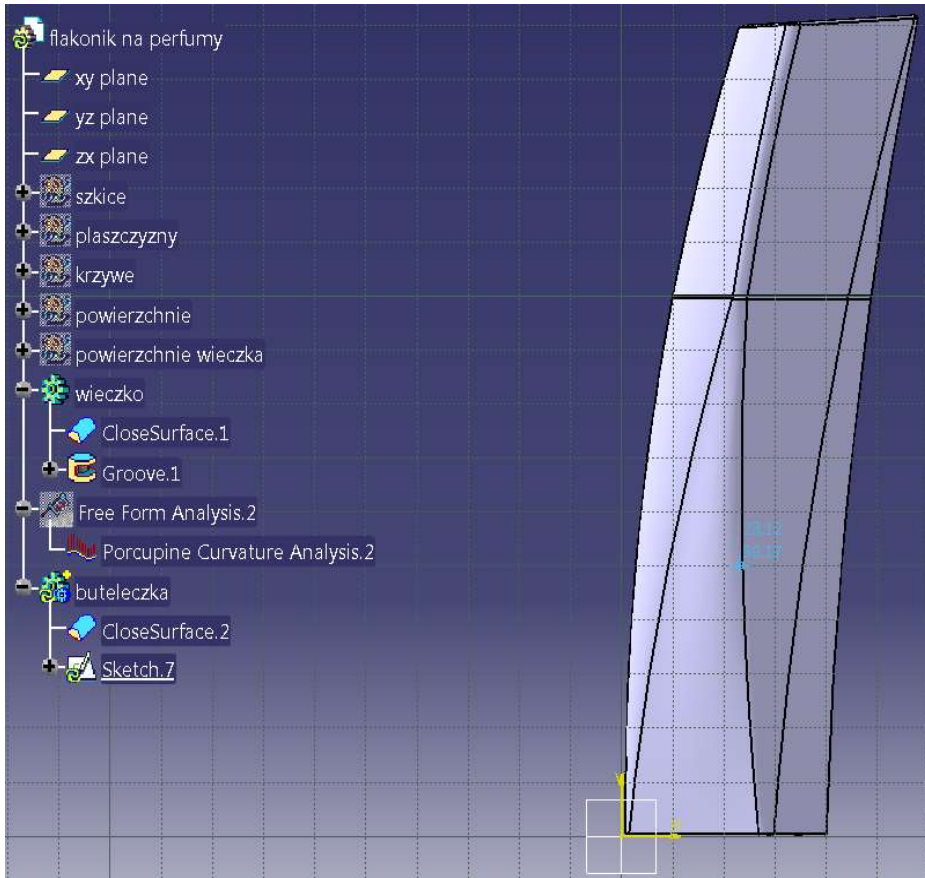 flakonik na perfumy
xy plane
yz plane
zx plane
szkice
plaszczyzny
krzywe
powierzchnie
powierzchnie wieczka
wieczko
CloseSurface.1
Groove.1
Free Form Analysis.2
Porcupine Curvature Analysis.2
buteleczka
CloseSurface.2
Sketch.7